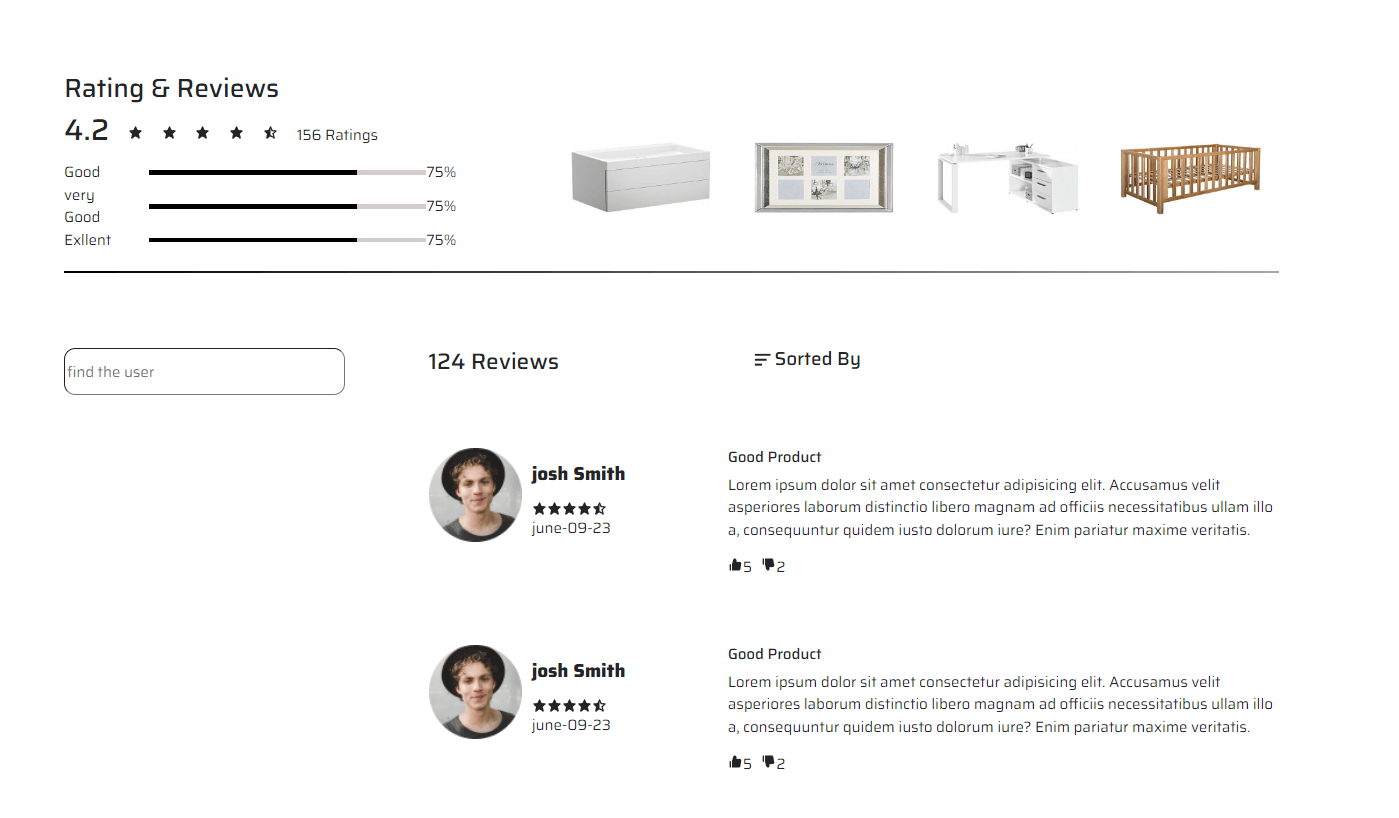 Rating & Reviews
4.2
156 Ratings
Good
75%
very
Good
75%
Exllent
75%
find the user
124 Reviews
Sorted By
josh Smith
june-09-23
Good Product
Lorem ipsum dolor sit amet consectetur adipisicing elit. Accusamus velit
asperiores laborum distinctio libero magnam ad officiis necessitatibus ullam illo
a, consequuntur quidem iusto dolorum iure? Enim pariatur maxime veritatis.
5 2
josh Smith
june-09-23
Good Product
Lorem ipsum dolor sit amet consectetur adipisicing elit. Accusamus velit
asperiores laborum distinctio libero magnam ad officiis necessitatibus ullam illo
a, consequuntur quidem iusto dolorum iure? Enim pariatur maxime veritatis.
5 2